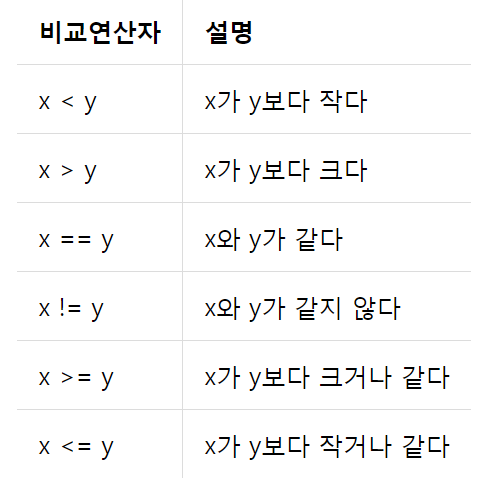 비교연산자 설명
x < y x가 y보다 작다
x > y x가 y보다 크다
x == y x와 y가 같다
x != y x와 y가 같지 않다
x >= y x가 y보다 크거나 같다
x <= y x가 y보다 작거나 같다